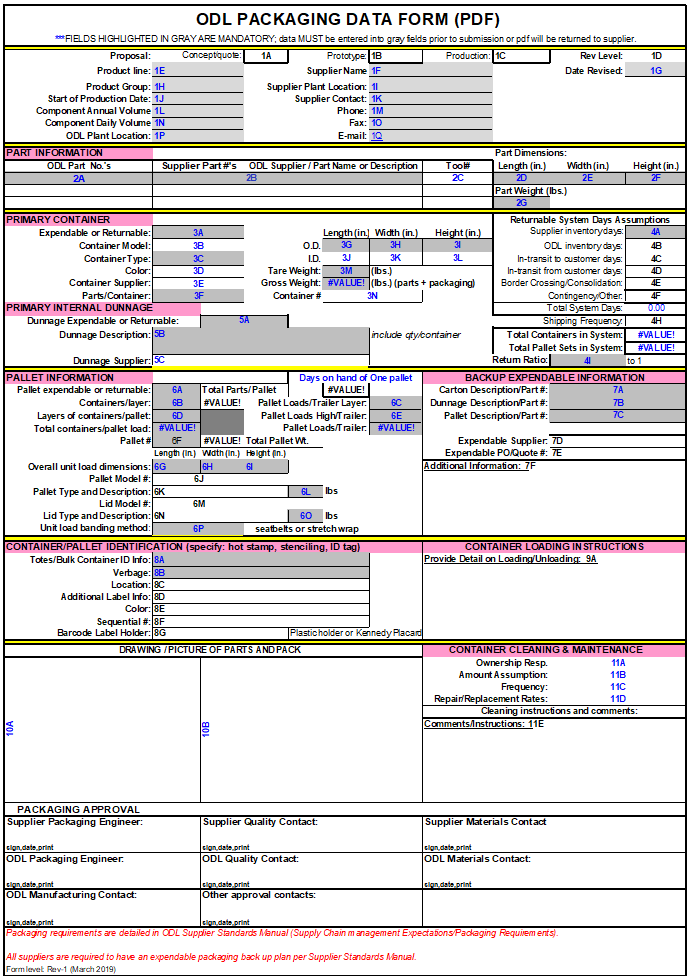 ODL PACKAGING DATA FORM (PDF)
***FIELDS HIGHLIGHTED IN GRAY ARE MANDATORY; data MUST be entered into gray fields prior to submission or pdf will be returned to supplier.
Proposal: Concept/quote: 1A Prototype: 1B Production: 1C Rev Level: 1D
Product line: 1E Supplier Name 1F Date Revised: 1G
Product Group: 1H Supplier Plant Location: 1I
Start of Production Date: 1J Supplier Contact: 1K
Component Annual Volume 1L Phone: 1M
Component Daily Volume 1N Fax: 1O
ODL Plant Location: 1P E-mail: 1Q
PART INFORMATION Part Dimensions:
ODL Part No.'s Supplier Part #'s ODL Supplier / Part Name or Description Tool# Length (in.) Width (in.) Height (in.)
2A 2B 2C 2D 2E 2F
Part Weight (lbs.)
2G
PRIMARY CONTAINER Returnable System Days Assumptions
Expendable or Returnable: 3A Length (in.) Width (in.) Height (in.) Supplier inventory days: 4A
Container Model: 3B O.D. 3G 3H 3I ODL inventory days: 4B
Container Type: 3C I.D. 3J 3K 3L In-transit to customer days: 4C
Color: 3D Tare Weight: 3M (lbs.) In-transit from customer days: 4D
Container Supplier: 3E Gross Weight: #VALUE! (lbs.) (parts + packaging) Border Crossing/Consolidation: 4E
Parts/Container: 3F Container # 3N Contingency/Other: 4F
PRIMARY INTERNAL DUNNAGE Total System Days: 0.00
Dunnage Expendable or Returnable: 5A Shipping Frequency: 4H
Dunnage Description: 5B include qty/container Total Containers in System: #VALUE!
Total Pallet Sets in System: #VALUE!
Dunnage Supplier: 5C Return Ratio: 4I to 1
PALLET INFORMATION Days on hand of One pallet BACKUP EXPENDABLE INFORMATION
Pallet expendable or returnable: 6A Total Parts/Pallet #VALUE! Carton Description/Part #: 7A
Containers/layer: 6B #VALUE! Pallet Loads/Trailer Layer: 6C Dunnage Description/Part #: 7B
Layers of containers/pallet: 6D Pallet Loads High/Trailer: 6E Pallet Description/Part #: 7C
Total containers/pallet load: #VALUE! Pallet Loads/Trailer: #VALUE!
Pallet # 6F #VALUE! Total Pallet Wt. Expendable Supplier: 7D
Length (in.) Width (in.) Height (in.) Expendable PO/Quote #: 7E
Overall unit load dimensions: 6G 6H 6I Additional Information: 7F
Pallet Model #: 6J
Pallet Type and Description: 6K 6L lbs
Lid Model #: 6M
Lid Type and Description: 6N 6O lbs
Unit load banding method: 6P seatbelts or stretch wrap
CONTAINER/PALLET IDENTIFICATION (specify: hot stamp, stenciling, ID tag) CONTAINER LOADING INSTRUCTIONS
Totes/Bulk Container ID Info: 8A Provide Detail on Loading/Unloading: 9A
Verbage: 8B
Location: 8C
Additional Label Info: 8D
Color: 8E
Sequential #: 8F
Barcode Label Holder: 8G Plastic holder or Kennedy Placard
DRAWING / PICTURE OF PARTS AND PACK CONTAINER CLEANING & MAINTENANCE
Ownership Resp. 11A
Amount Assumption: 11B
Frequency: 11C
Repair/Replacement Rates: 11D
Cleaning instructions and comments:
10A 10B Comments/Instructions: 11E
PACKAGING APPROVAL
Supplier Packaging Engineer: Supplier Quality Contact: Supplier Materials Contact
sign,date,print sign,date,print sign,date,print
ODL Packaging Engineer: ODL Quality Contact: ODL Materials Contact:
sign,date,print sign,date,print sign,date,print
ODL Manufacturing Contact: Other approval contacts:
sign,date,print sign,date,print
Packaging requirements are detailed in ODL Supplier Standards Manual (Supply Chain management Expectations/Packaging Requirements).
All suppliers are required to have an expendable packaging back up plan per Supplier Standards Manual.
Form level: Rev-1 (March 2019)